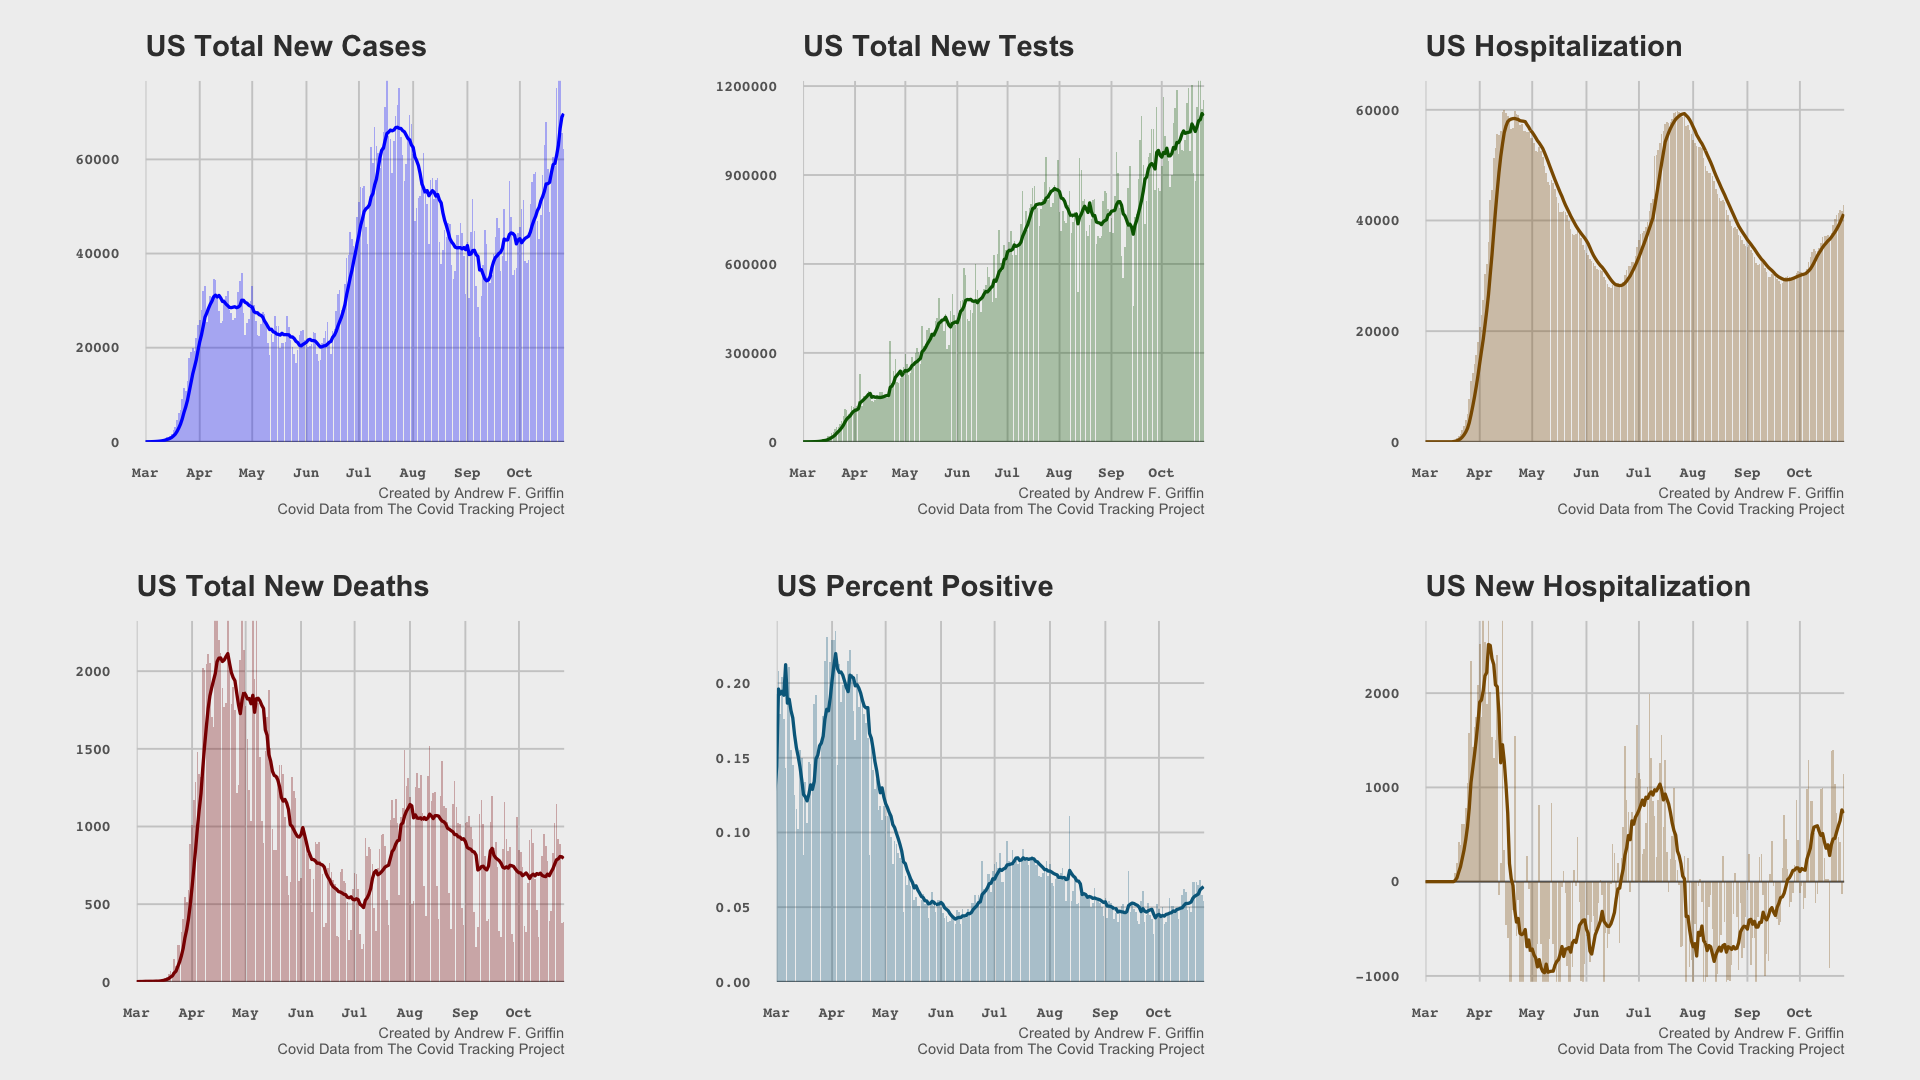 US Total New Cases
60000
40000
20000
0
Mar Apr May Jun Jul Aug Sep Oct
Created by Andrew F. Griffin
Covid Data from The Covid Tracking Project
US Total New Tests
1200000
900000
600000
300000
0
Mar Apr May Jun Jul Aug Sep Oct
Created by Andrew F. Griffin
Covid Data from The Covid Tracking Project
US Hospitalization
60000
40000
20000
0
Mar Apr May Jun Jul Aug Sep Oct
Created by Andrew F. Griffin
Covid Data from The Covid Tracking Project
US Total New Deaths
2000
1500
1000
500
0
Mar Apr May Jun Jul Aug Sep Oct
Created by Andrew F. Griffin
Covid Data from The Covid Tracking Project
US Percent Positive
0.20
0.15
0.10
0.05
0.00
Mar Apr May Jun Jul Aug Sep Oct
Created by Andrew F. Griffin
Covid Data from The Covid Tracking Project
US New Hospitalization
2000
1000
0
-1000
Mar Apr May Jun Jul Aug Sep Oct
Created by Andrew F. Griffin
Covid Data from The Covid Tracking Project